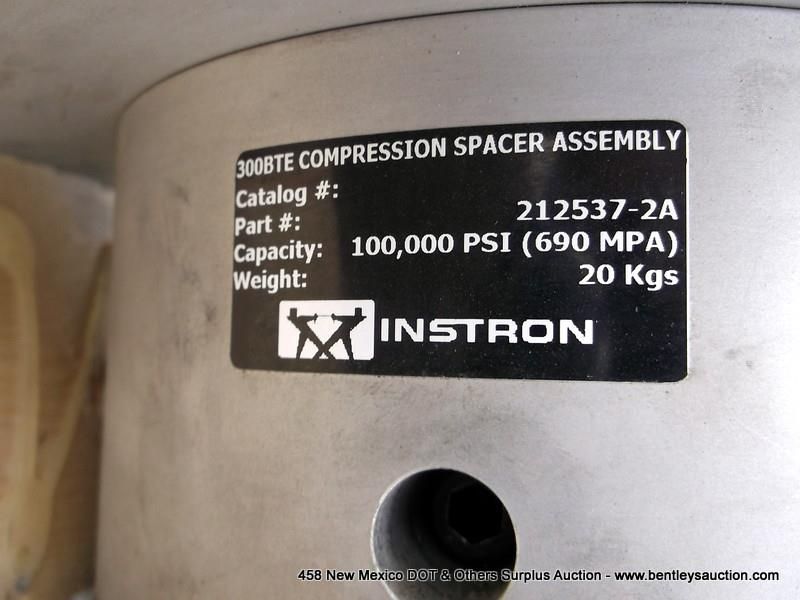 300BTE COMPRESSION SPACER ASSEMBLY
Catalog #:
Part #: 212537-2A
Capacity: 100,000 PSI (690 MPA)
Weight: 20 Kgs
INSTRON
458 New Mexico DOT & Others Surplus Auction - www.bentleysauction.com